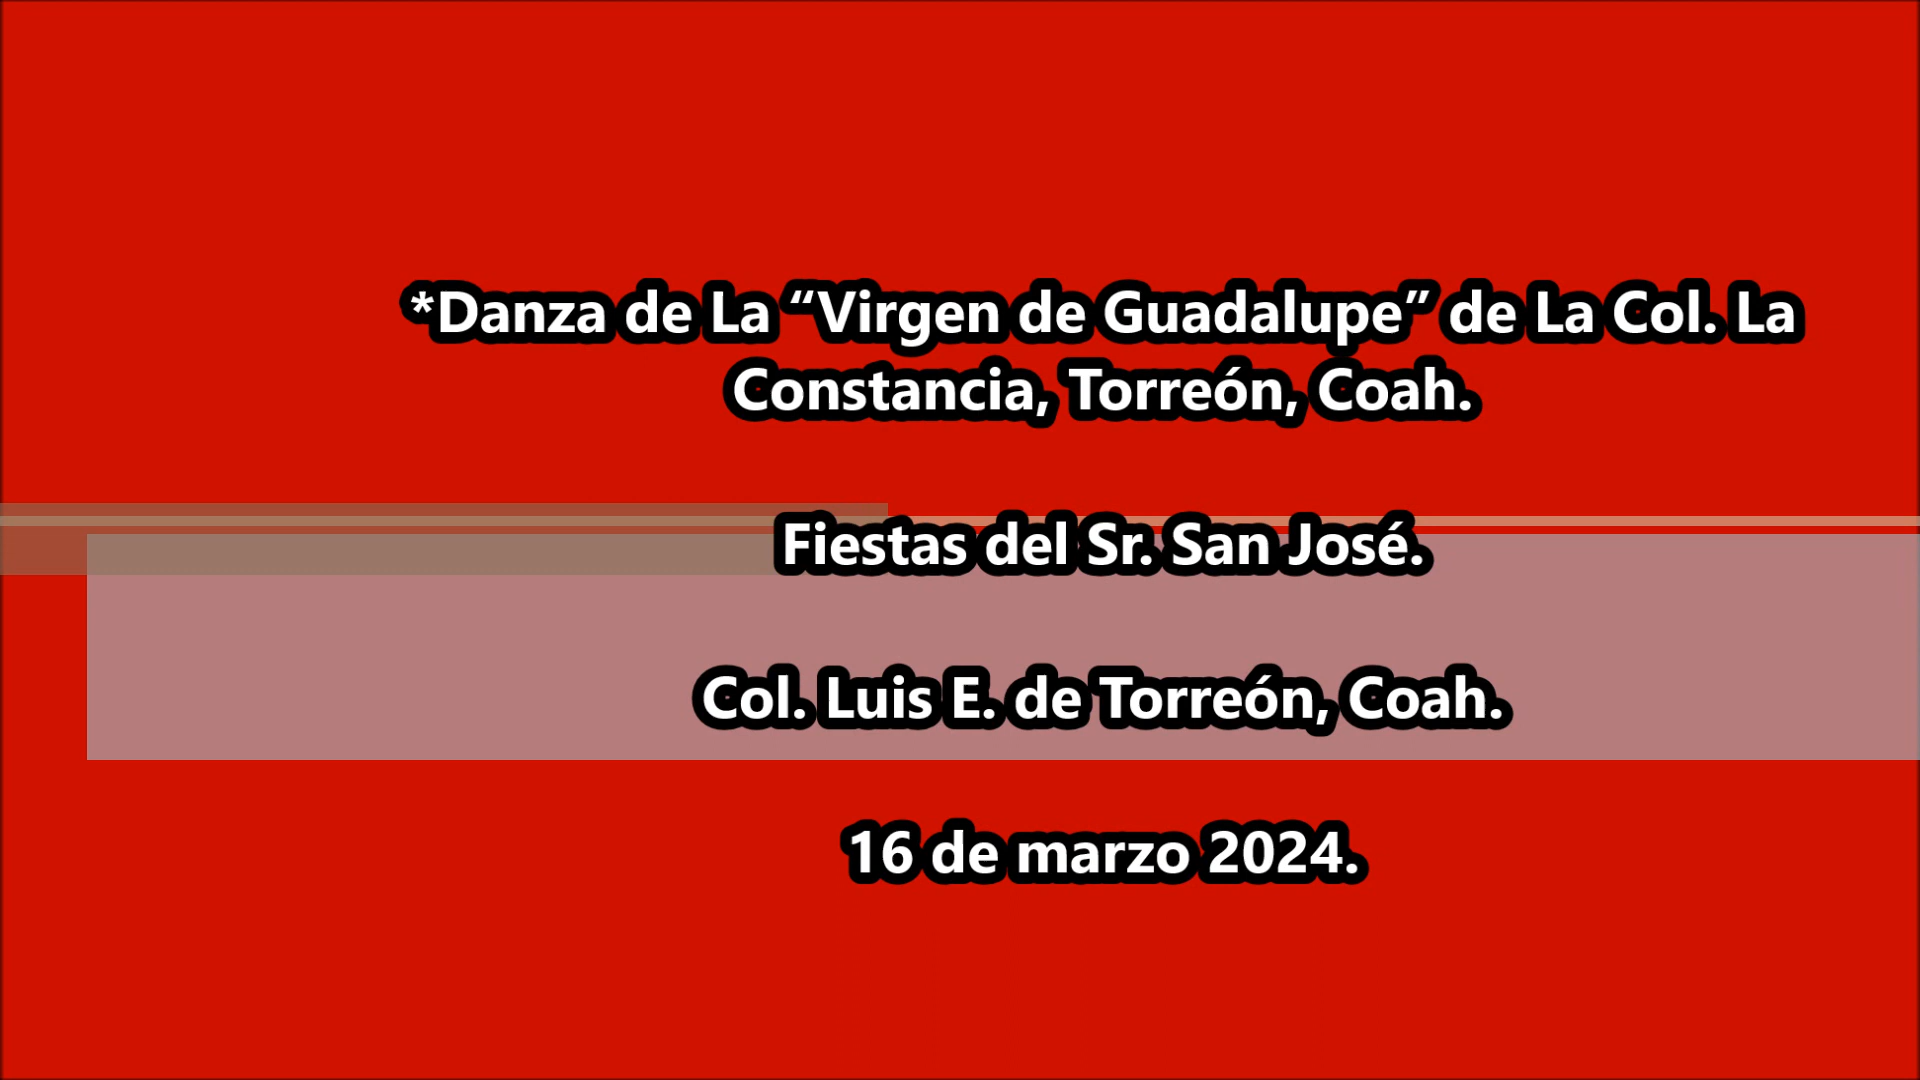 *Danza de La “Virgen de Guadalupe” de La Col. La
Constancia, Torreón, Coah.
Fiestas del Sr. San José.
Col. Luis E. de Torreón, Coah.
16 de marzo 2024.